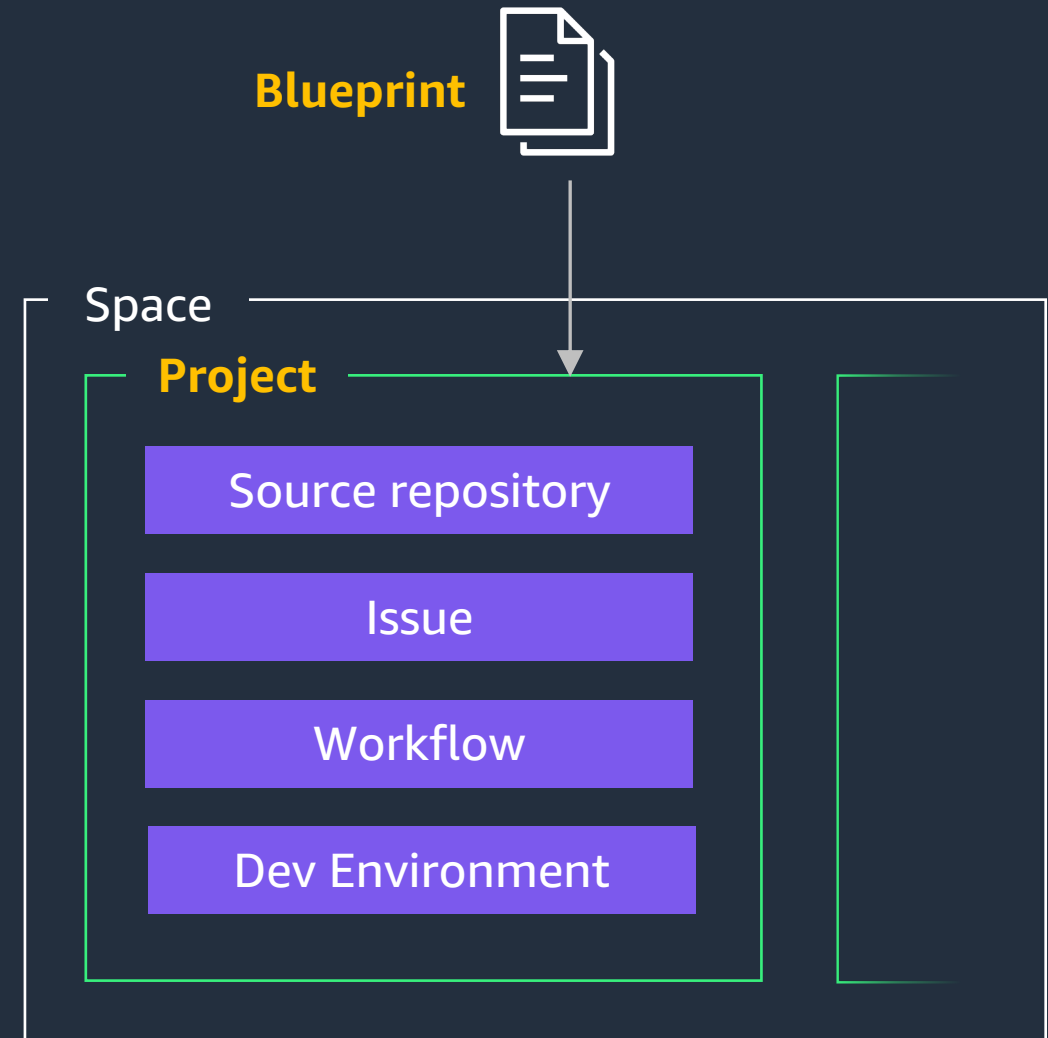 Blueprint
Space
Project
Source repository
Issue
Workflow
Dev Environment